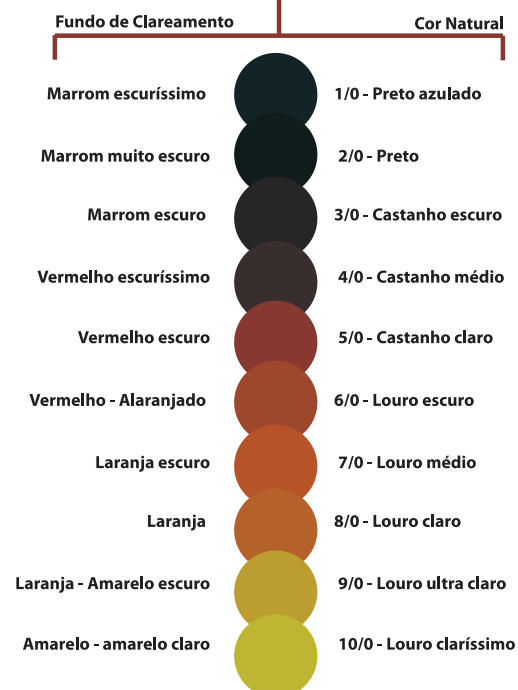 Fundo de Clareamento
Cor Natural
Marrom escuríssimo
1/0 - Preto azulado
Marrom muito escuro
2/0 - Preto
Marrom escuro
3/0 - Castanho escuro
Vermelho escuríssimo
4/0 - Castanho médio
Vermelho escuro
5/0 - Castanho claro
Vermelho - Alaranjado
6/0 - Louro escuro
Laranja escuro
7/0 - Louro médio
Laranja
8/0 - Louro claro
Laranja - Amarelo escuro
9/0 - Louro ultra claro
Amarelo - amarelo claro
10/0 - Louro claríssimo